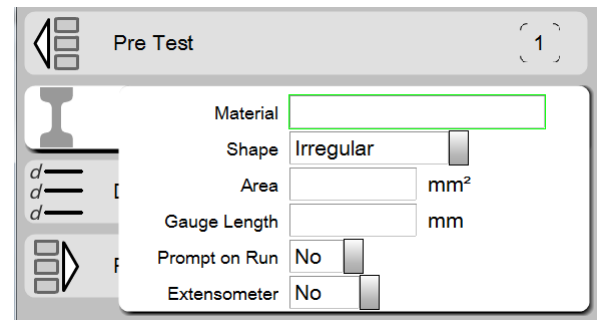 Pre Test 1
Material
Shape Irregular
d
d
d
Area mm²
Gauge Length mm
Prompt on Run No
Extensometer No